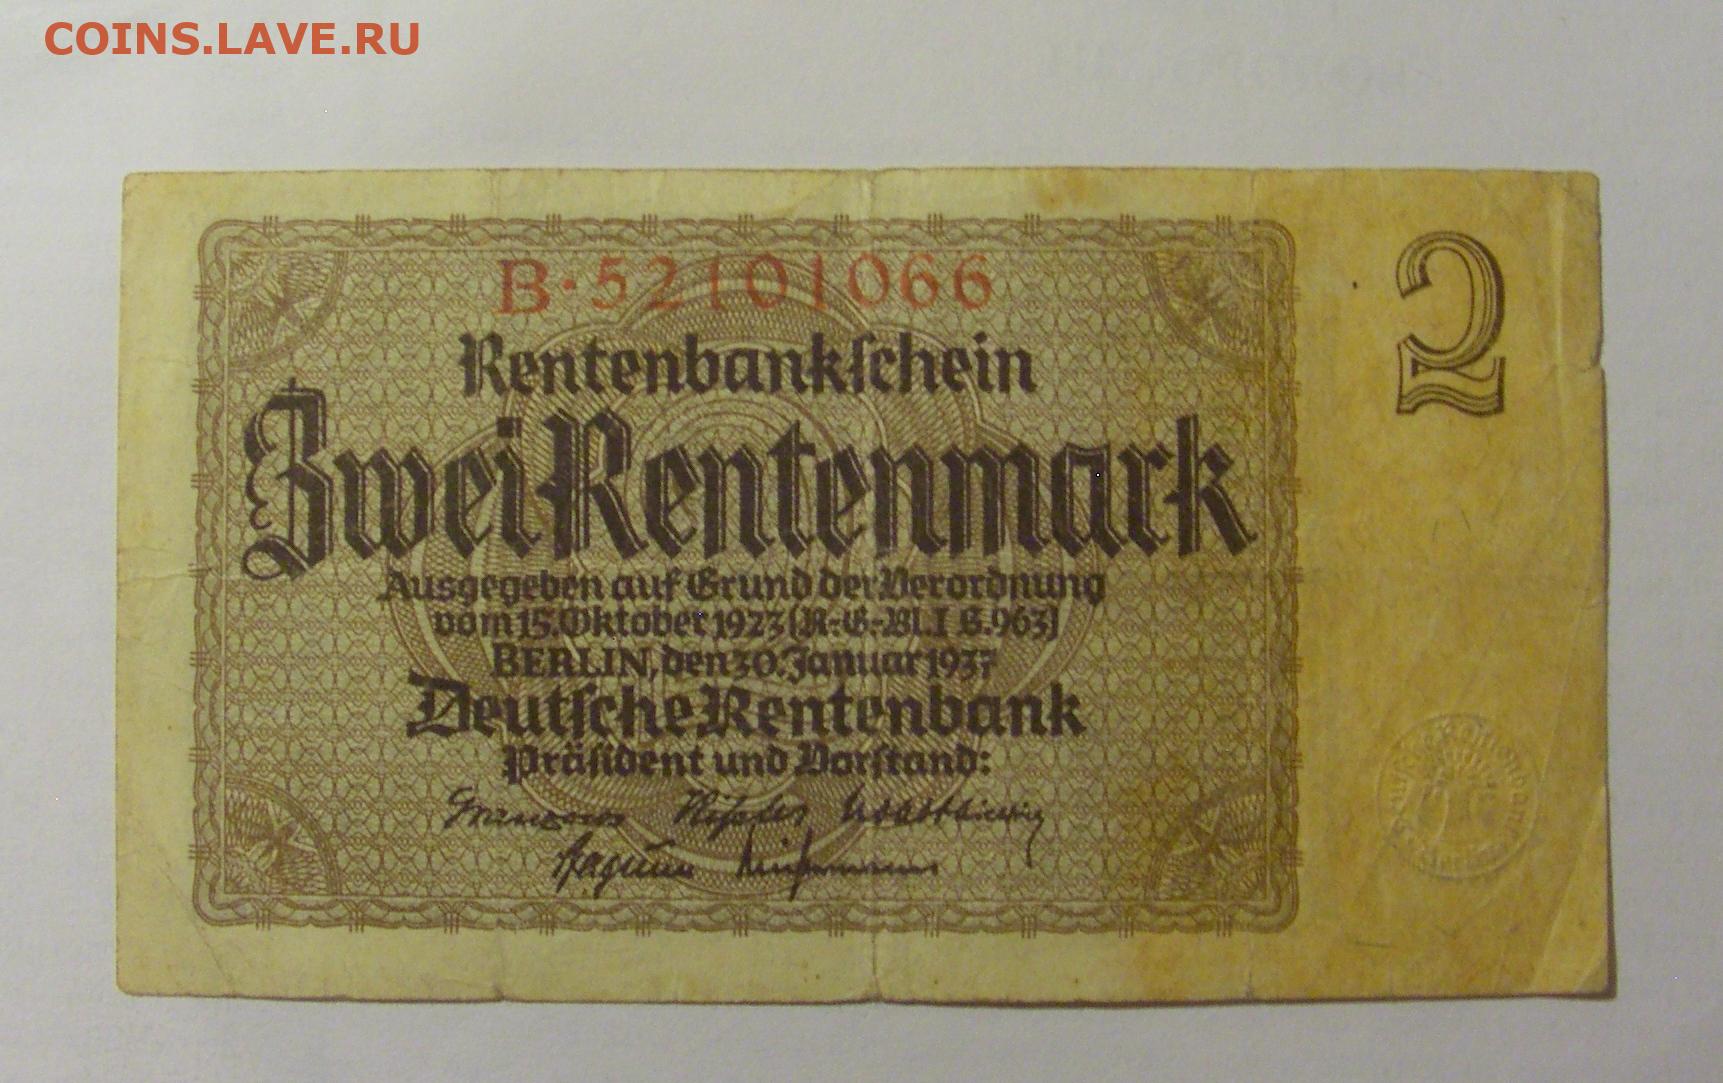 COINS.LAVE.RU
B·52101066
2
Rentenbankſchein
Zwei Rentenmark
Ausgegeben auf Grund der Verordnung
vom 15. Oktober 1923 (R.-G.-Bl. I S. 963)
BERLIN, den 30. Januar 1937
Deutſche Rentenbank
Präſident und Vorſtand: